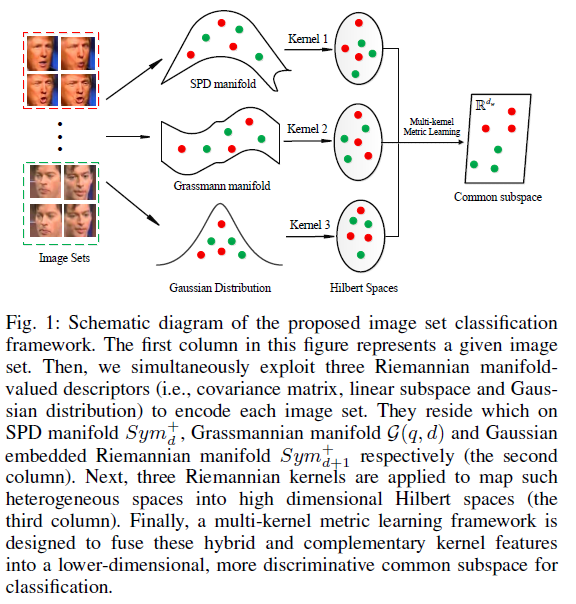 Kernel 1
SPD manifold
Kernel 2
Multi-kernel
Metric Learning
ℝ^{d_w}
Grassmann manifold
Common subspace
Kernel 3
Image Sets
Gaussian Distribution
Hilbert Spaces
Fig. 1: Schematic diagram of the proposed image set classification
framework. The first column in this figure represents a given image
set. Then, we simultaneously exploit three Riemannian manifold-
valued descriptors (i.e., covariance matrix, linear subspace and Gaus-
sian distribution) to encode each image set. They reside which on
SPD manifold Sym_d^+, Grassmannian manifold 𝒢(q, d) and Gaussian
embedded Riemannian manifold Sym_{d+1}^+ respectively (the second
column). Next, three Riemannian kernels are applied to map such
heterogeneous spaces into high dimensional Hilbert spaces (the
third column). Finally, a multi-kernel metric learning framework is
designed to fuse these hybrid and complementary kernel features
into a lower-dimensional, more discriminative common subspace for
classification.